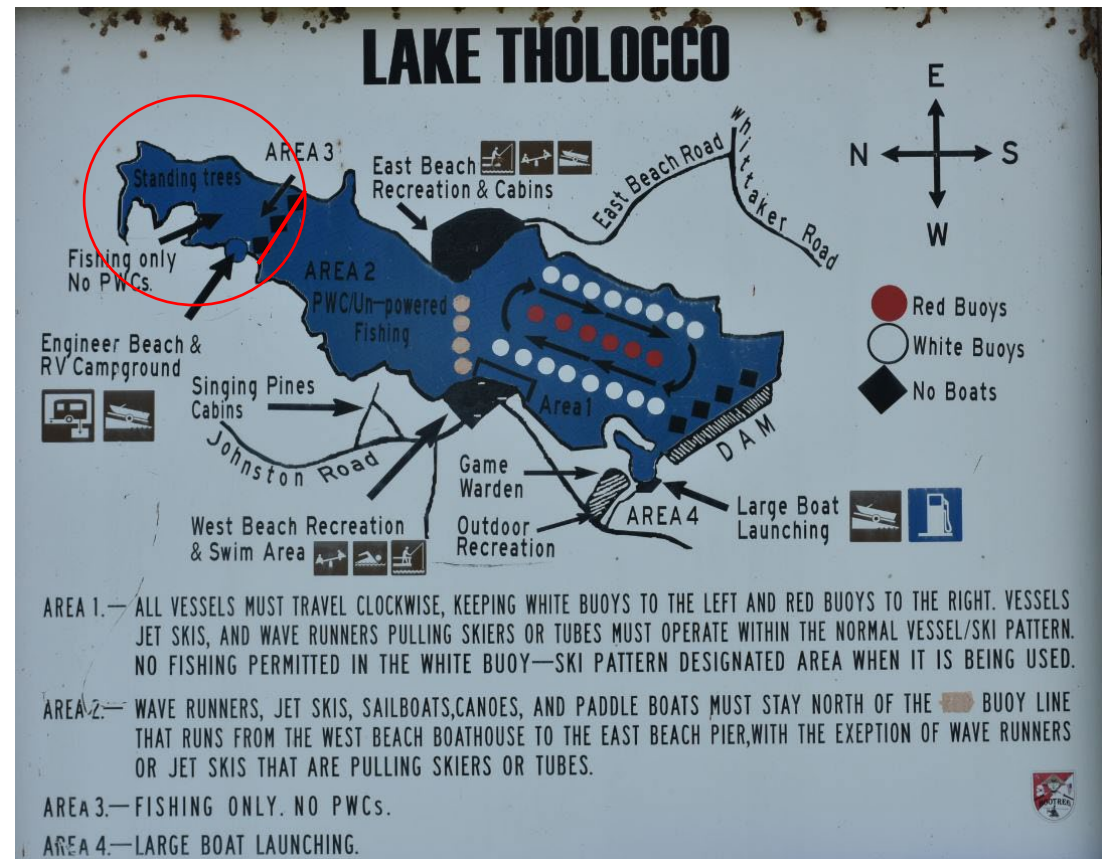 LAKE THOLOCCO
E
N S
W
AREA 3
Standing trees
East Beach
Recreation & Cabins
East Beach Road
Whittaker Road
Fishing only
No PWCs.
AREA 2
PWC/Un-powered
Fishing
Red Buoys
White Buoys
No Boats
Engineer Beach &
RV Campground
Singing Pines
Cabins
Johnston Road
Area 1
DAM
Game
Warden
AREA 4
Large Boat
Launching
West Beach Recreation
& Swim Area
Outdoor
Recreation
AREA 1.— ALL VESSELS MUST TRAVEL CLOCKWISE, KEEPING WHITE BUOYS TO THE LEFT AND RED BUOYS TO THE RIGHT. VESSELS
JET SKIS, AND WAVE RUNNERS PULLING SKIERS OR TUBES MUST OPERATE WITHIN THE NORMAL VESSEL/SKI PATTERN.
NO FISHING PERMITTED IN THE WHITE BUOY—SKI PATTERN DESIGNATED AREA WHEN IT IS BEING USED.
AREA 2.— WAVE RUNNERS, JET SKIS, SAILBOATS,CANOES, AND PADDLE BOATS MUST STAY NORTH OF THE BUOY LINE
THAT RUNS FROM THE WEST BEACH BOATHOUSE TO THE EAST BEACH PIER,WITH THE EXEPTION OF WAVE RUNNERS
OR JET SKIS THAT ARE PULLING SKIERS OR TUBES.
AREA 3.— FISHING ONLY. NO PWCs.
AREA 4.— LARGE BOAT LAUNCHING.